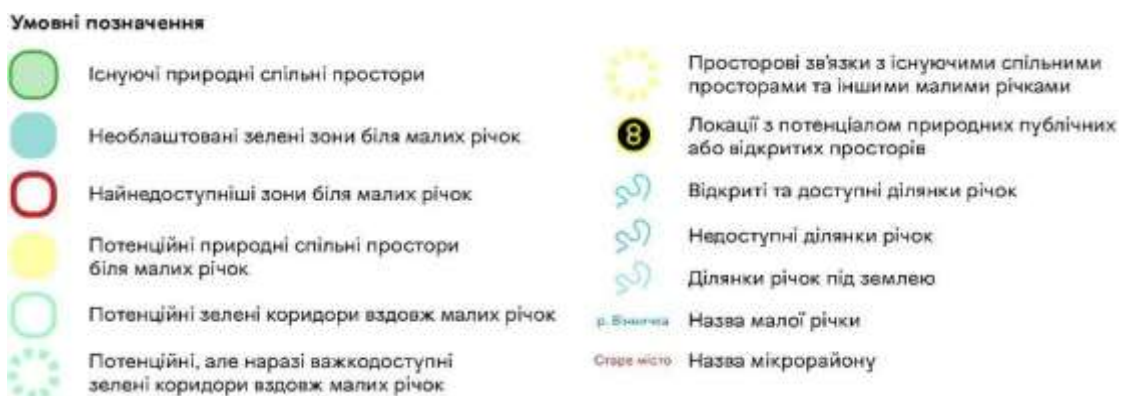 Умовні позначення
Існуючі природні спільні простори
Необлаштовані зелені зони біля малих річок
Найнедоступніші зони біля малих річок
Потенційні природні спільні простори
біля малих річок
Потенційні зелені коридори вздовж малих річок
Потенційні, але наразі важкодоступні
зелені коридори вздовж малих річок
Просторові зв'язки з існуючими спільними
просторами та іншими малими річками
8
Локації з потенціалом природних публічних
або відкритих просторів
Відкриті та доступні ділянки річок
Недоступні ділянки річок
Ділянки річок під землею
р. Вінничка Назва малої річки
Старе місто Назва мікрорайону